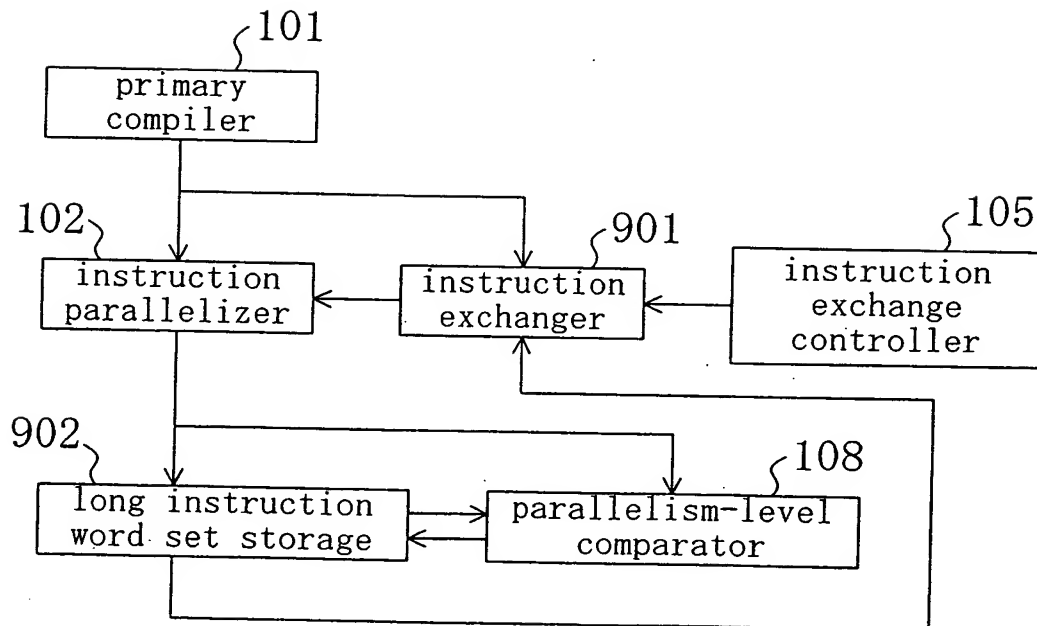 101
primary
compiler
102
instruction
parallelizer
901
instruction
exchanger
105
instruction
exchange
controller
902
long instruction
word set storage
108
parallelism-level
comparator